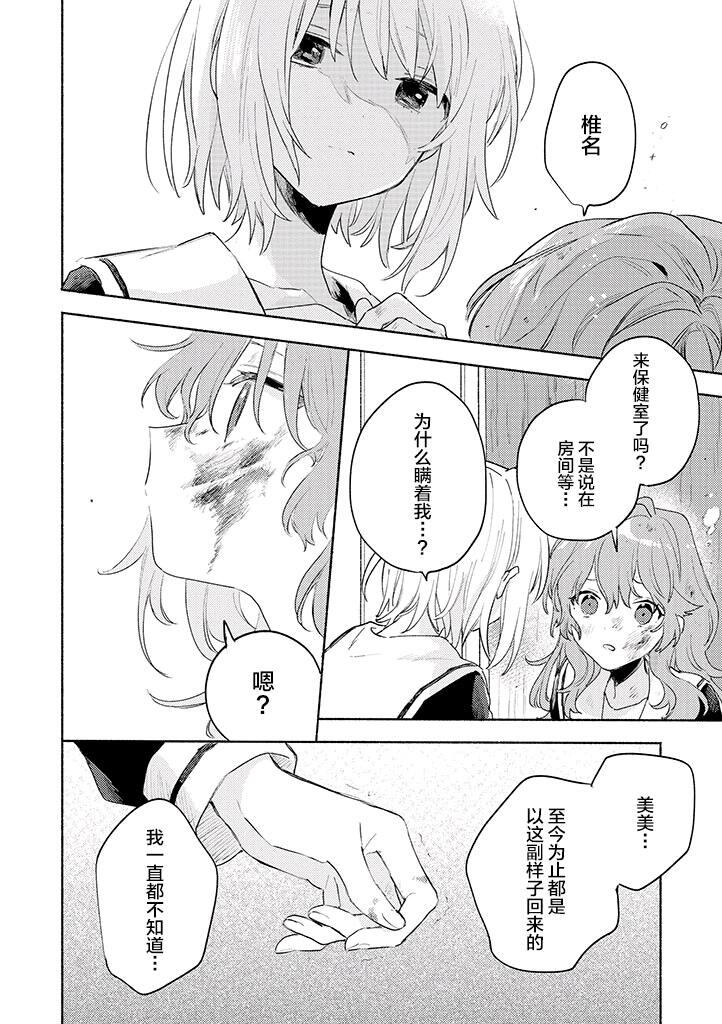 椎名
来保健室了吗？
不是说在
房间等…
为什么瞒着我…？
嗯？
美美…
至今为止都是
以这副样子回来的
我一直都不知道…